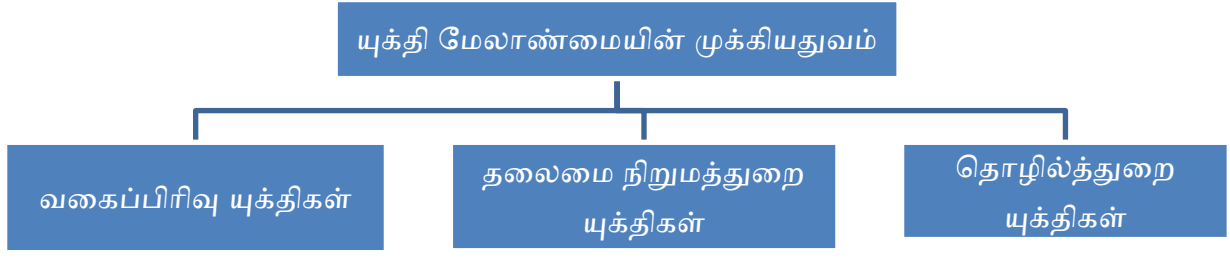 யுக்தி மேலாண்மையின் முக்கியதுவம்
வகைப்பிரிவு யுக்திகள்
தலைமை நிறுமத்துறை
யுக்திகள்
தொழில்த்துறை
யுக்திகள்